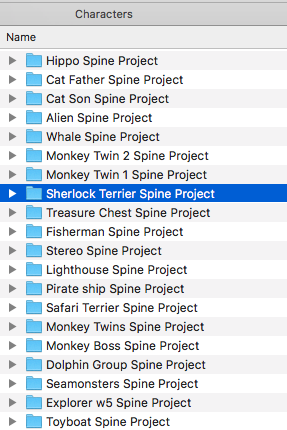 Characters
Name
Hippo Spine Project
Cat Father Spine Project
Cat Son Spine Project
Alien Spine Project
Whale Spine Project
Monkey Twin 2 Spine Project
Monkey Twin 1 Spine Project
Sherlock Terrier Spine Project
Treasure Chest Spine Project
Fisherman Spine Project
Stereo Spine Project
Lighthouse Spine Project
Pirate ship Spine Project
Safari Terrier Spine Project
Monkey Twins Spine Project
Monkey Boss Spine Project
Dolphin Group Spine Project
Seamonsters Spine Project
Explorer w5 Spine Project
Toyboat Spine Project